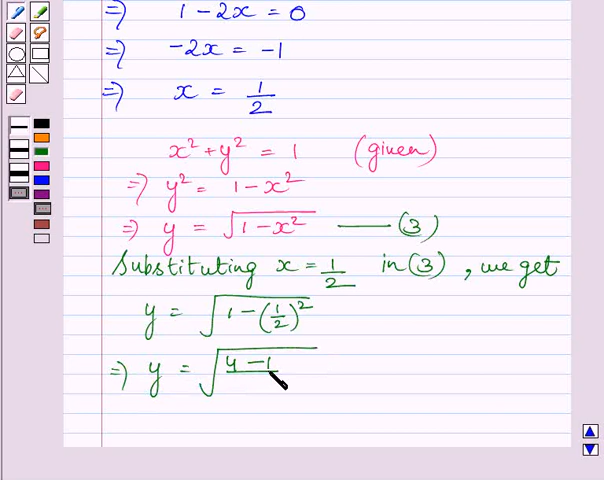 ⇒ 1 - 2x = 0
⇒ -2x = -1
⇒ x = 1/2
x² + y² = 1 (given)
⇒ y² = 1 - x²
⇒ y = √(1 - x²) —— (3)
Substituting x = 1/2 in (3), we get
y = √(1 - (1/2)²)
⇒ y = √(4 - 1